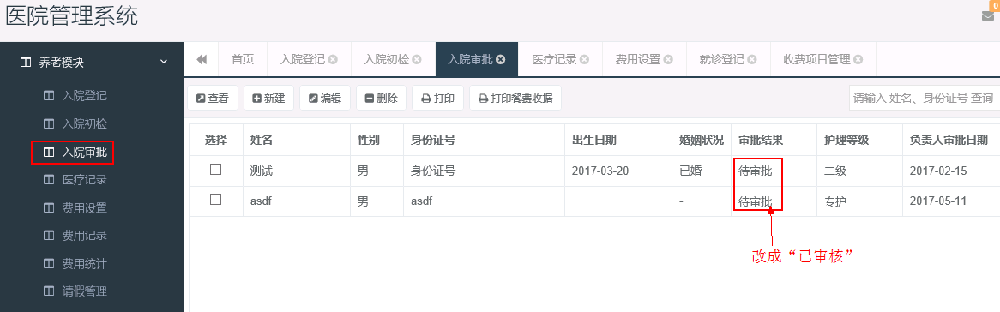 医院管理系统
0
养老模块
首页 入院登记 入院初检 入院审批 医疗记录 费用设置 就诊登记 收费项目管理
入院登记
入院初检
入院审批
医疗记录
费用设置
费用记录
费用统计
请假管理
查看 新建 编辑 删除 打印 打印餐费收据 请输入 姓名、身份证号 查询
选择 姓名 性别 身份证号 出生日期 婚姻状况 审批结果 护理等级 负责人审批日期
测试 男 身份证号 2017-03-20 已婚 待审批 二级 2017-02-15
asdf 男 asdf - 待审批 专护 2017-05-11
改成“已审核”